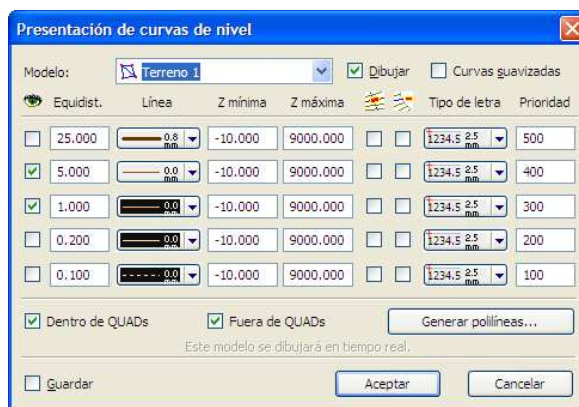 Presentación de curvas de nivel
Modelo: Terreno 1 Dibujar Curvas suavizadas
Equidist. Línea Z mínima Z máxima Tipo de letra Prioridad
25.000 0.8 mm -10.000 9000.000 1234.5 2.5 mm 500
5.000 0.0 mm -10.000 9000.000 1234.5 2.5 mm 400
1.000 0.0 mm -10.000 9000.000 1234.5 2.5 mm 300
0.200 0.0 mm -10.000 9000.000 1234.5 2.5 mm 200
0.100 0.0 mm -10.000 9000.000 1234.5 2.5 mm 100
Dentro de QUADs Fuera de QUADs Generar polilíneas...
Este modelo se dibujará en tiempo real.
Guardar Aceptar Cancelar